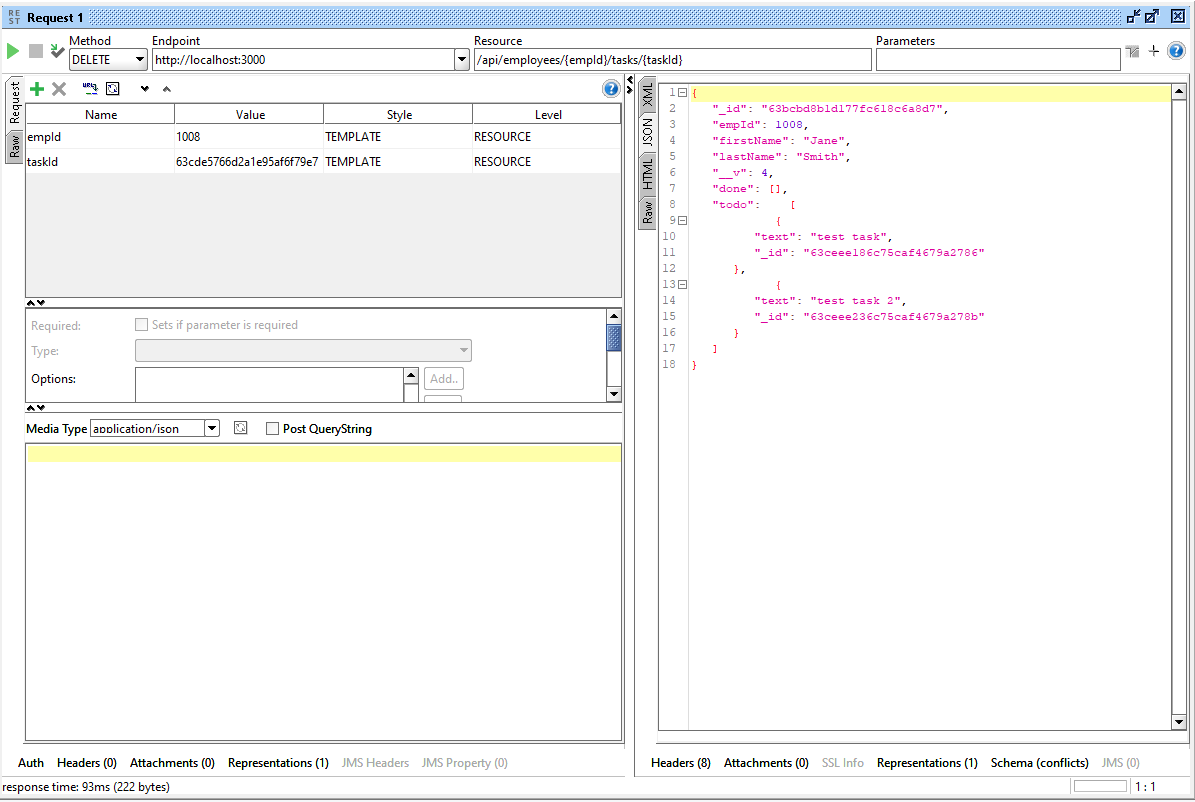 RE
ST
Request 1
Method
Endpoint
Resource
Parameters
DELETE
http://localhost:3000
/api/employees/{empId}/tasks/{taskId}
Request
Raw
Name Value Style Level
empId 1008 TEMPLATE RESOURCE
taskId 63cde5766d2a1e95af6f79e7 TEMPLATE RESOURCE
Required: Sets if parameter is required
Type:
Options: Add..
Media Type application/json Post QueryString
Auth Headers (0) Attachments (0) Representations (1) JMS Headers JMS Property (0)
response time: 93ms (222 bytes)
XML
JSON
HTML
Raw
1 {
2 "_id": "63bcbd8b1d177fc618c6a8d7",
3 "empId": 1008,
4 "firstName": "Jane",
5 "lastName": "Smith",
6 "__v": 4,
7 "done": [],
8 "todo": [
9 {
10 "text": "test task",
11 "_id": "63ceee186c75caf4679a2786"
12 },
13 {
14 "text": "test task 2",
15 "_id": "63ceee236c75caf4679a278b"
16 }
17 ]
18 }
Headers (8) Attachments (0) SSL Info Representations (1) Schema (conflicts) JMS (0)
1 : 1